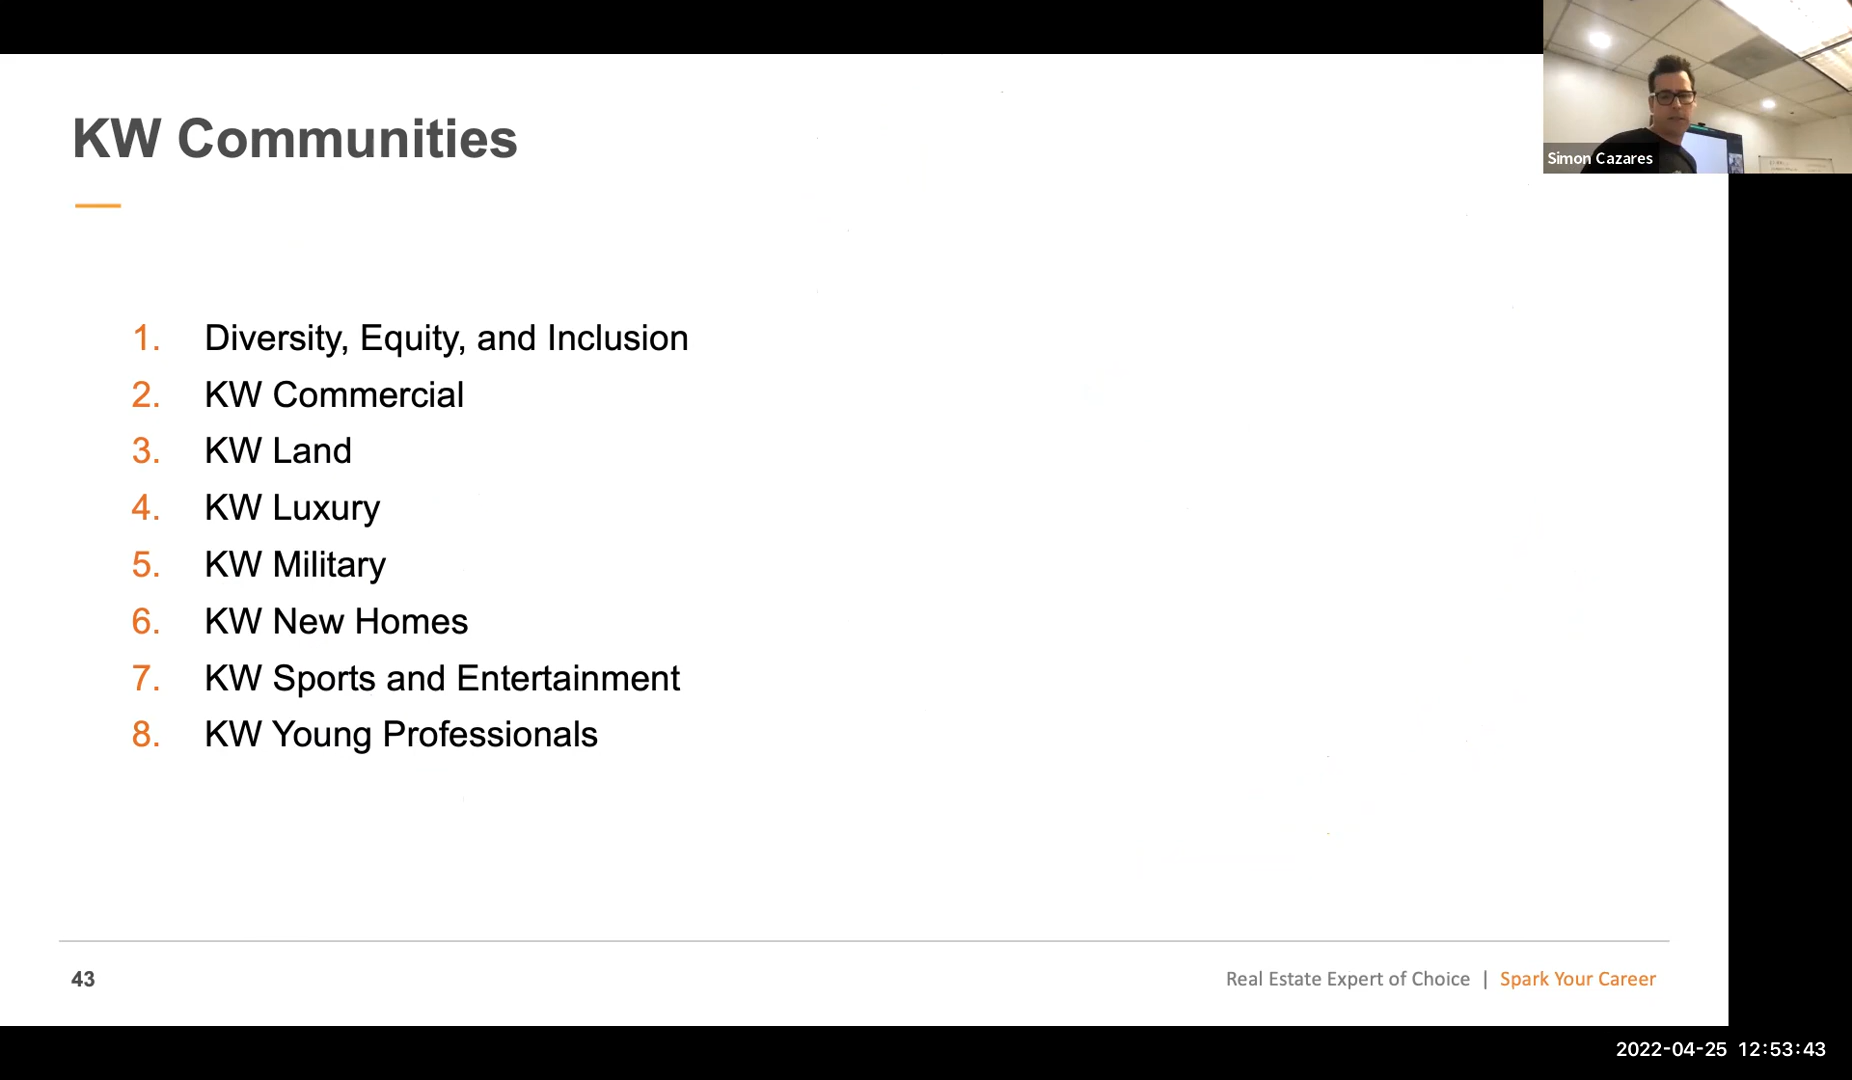 KW Communities
Simon Cazares
1. Diversity, Equity, and Inclusion
2. KW Commercial
3. KW Land
4. KW Luxury
5. KW Military
6. KW New Homes
7. KW Sports and Entertainment
8. KW Young Professionals
43
Real Estate Expert of Choice | Spark Your Career
2022-04-25 12:53:43